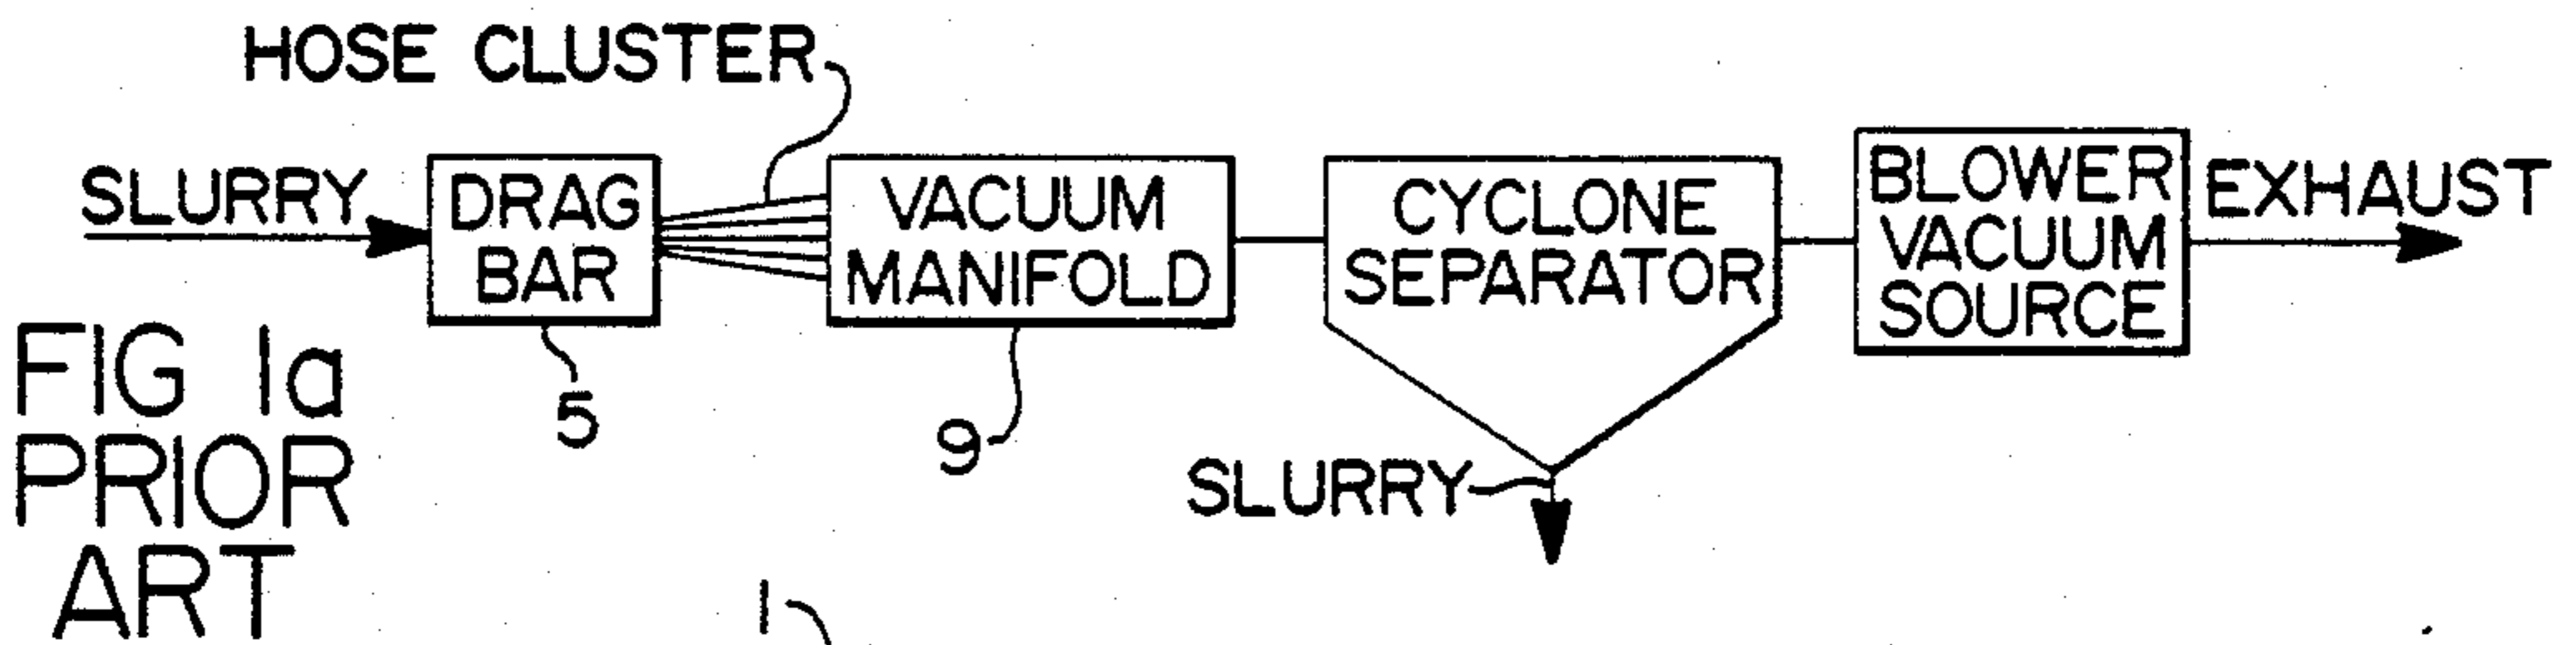 HOSE CLUSTER
SLURRY
DRAG
BAR
VACUUM
MANIFOLD
CYCLONE
SEPARATOR
BLOWER
VACUUM
SOURCE
EXHAUST
5
9
SLURRY
FIG 1a
PRIOR
ART
1